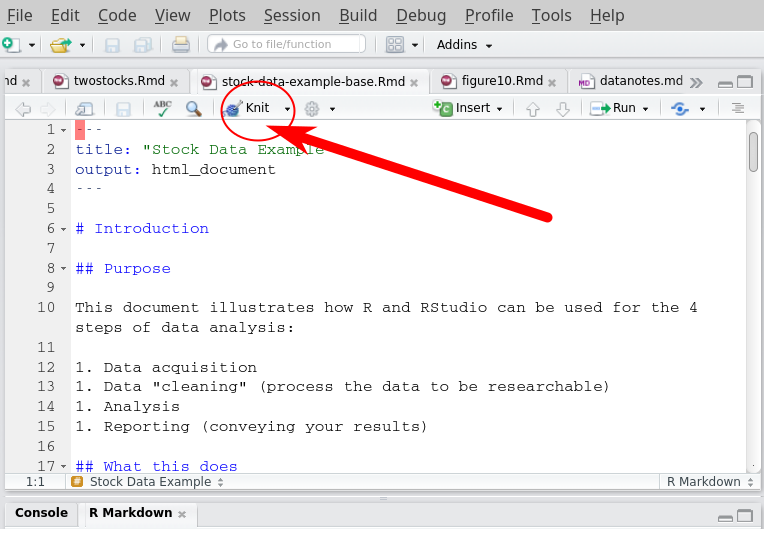 File Edit Code View Plots Session Build Debug Profile Tools Help
Go to file/function Addins
nd twostocks.Rmd stock-data-example-base.Rmd figure10.Rmd datanotes.md
ABC Knit Insert Run
1 ---
2 title: "Stock Data Example
3 output: html_document
4 ---
5
6 # Introduction
7
8 ## Purpose
9
10 This document illustrates how R and RStudio can be used for the 4
steps of data analysis:
11
12 1. Data acquisition
13 1. Data "cleaning" (process the data to be researchable)
14 1. Analysis
15 1. Reporting (conveying your results)
16
17 ## What this does
1:1 # Stock Data Example R Markdown
Console R Markdown